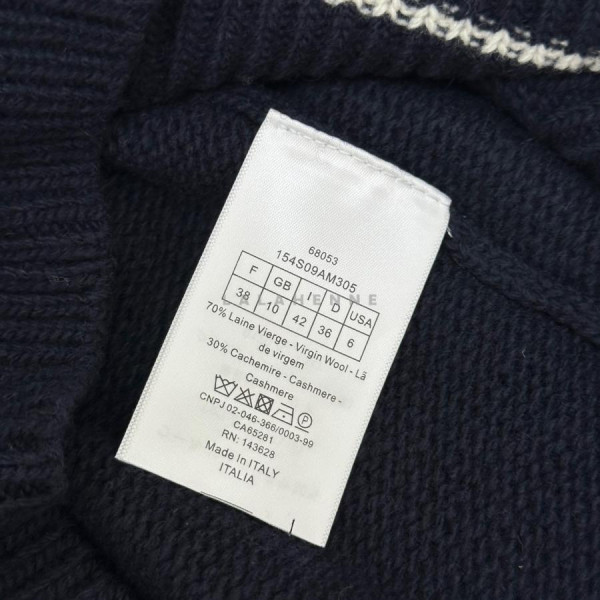 68053
154S09AM305
F GB I D USA
38 10 42 36 6
LALAHENNE
70% Laine Vierge - Virgin Wool - Lã
de virgem
30% Cachemire - Cashmere -
Cashmere
CNPJ 02-046-366/0003-99
CA65281
RN: 143628
Made In ITALY
ITALIA